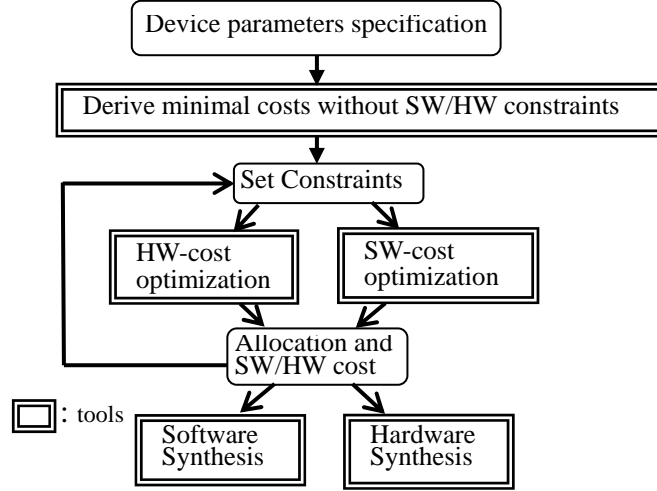 Device parameters specification
Derive minimal costs without SW/HW constraints
Set Constraints
HW-cost
optimization
SW-cost
optimization
Allocation and
SW/HW cost
: tools
Software
Synthesis
Hardware
Synthesis